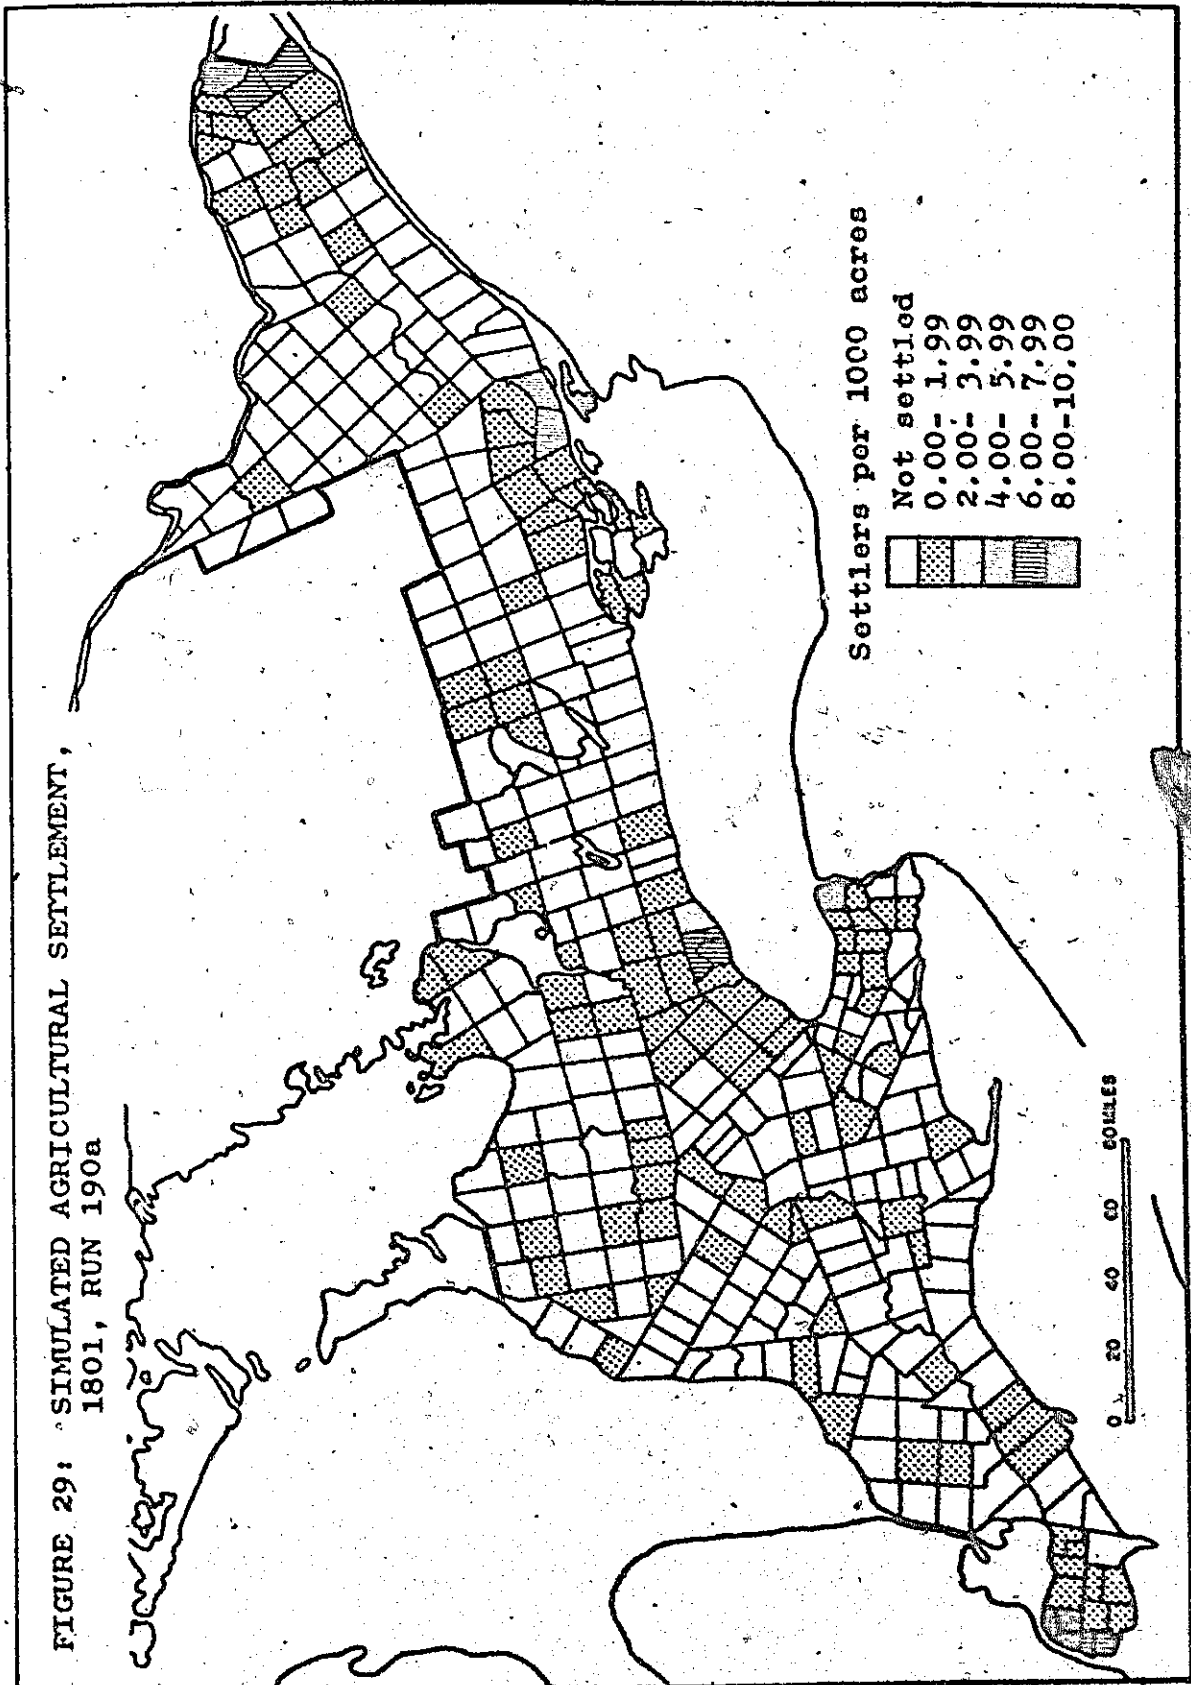 FIGURE 29: SIMULATED AGRICULTURAL SETTLEMENT,
1801, RUN 190a
Settlers per 1000 acres
Not settled
0.00- 1.99
2.00- 3.99
4.00- 5.99
6.00- 7.99
8.00-10.00
0 20 40 60 80MILES